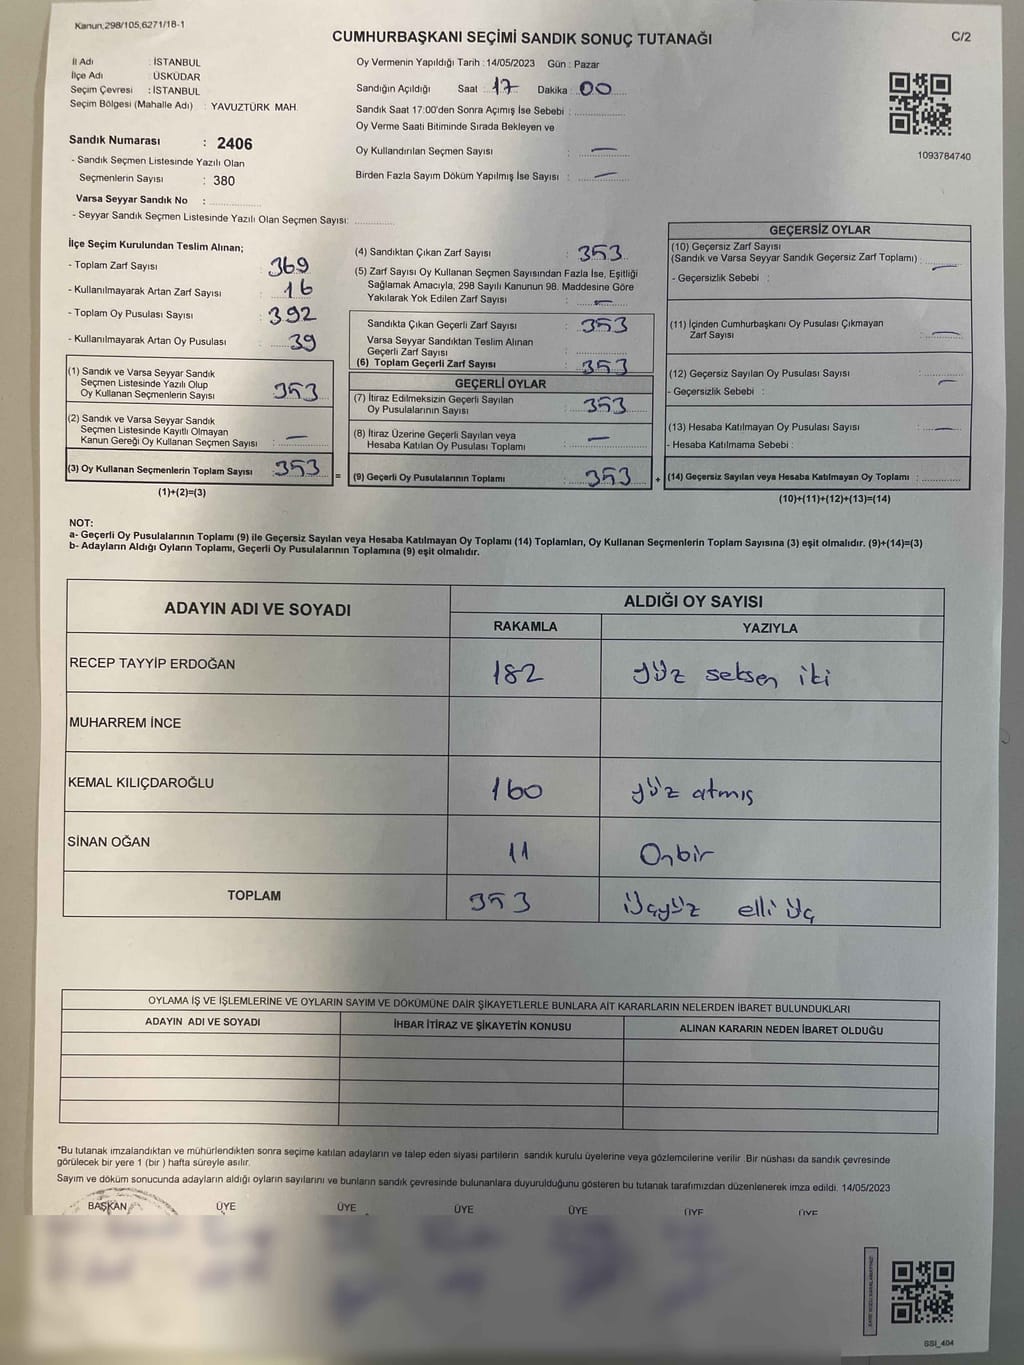 Kanun,298/105,6271/18-1
CUMHURBAŞKANI SEÇİMİ SANDIK SONUÇ TUTANAĞI
C/2
İl Adı : İSTANBUL
İlçe Adı : ÜSKÜDAR
Seçim Çevresi : İSTANBUL
Seçim Bölgesi (Mahalle Adı) : YAVUZTÜRK MAH.
Sandık Numarası : 2406
- Sandık Seçmen Listesinde Yazılı Olan
Seçmenlerin Sayısı : 380
Varsa Seyyar Sandık No :
- Seyyar Sandık Seçmen Listesinde Yazılı Olan Seçmen Sayısı:
Oy Vermenin Yapıldığı Tarih : 14/05/2023 Gün : Pazar
Sandığın Açıldığı Saat : 17 Dakika : 00
Sandık Saat 17:00'den Sonra Açımış İse Sebebi :
Oy Verme Saati Bitiminde Sırada Bekleyen ve
Oy Kullandırılan Seçmen Sayısı : —
Birden Fazla Sayım Döküm Yapılmış İse Sayısı : —
1093784740
İlçe Seçim Kurulundan Teslim Alınan;
- Toplam Zarf Sayısı : 369
- Kullanılmayarak Artan Zarf Sayısı : 16
- Toplam Oy Pusulası Sayısı : 392
- Kullanılmayarak Artan Oy Pusulası : 39
(1) Sandık ve Varsa Seyyar Sandık
Seçmen Listesinde Yazılı Olup
Oy Kullanan Seçmenlerin Sayısı : 353
(2) Sandık ve Varsa Seyyar Sandık
Seçmen Listesinde Kayıtlı Olmayan
Kanun Gereği Oy Kullanan Seçmen Sayısı : —
(3) Oy Kullanan Seçmenlerin Toplam Sayısı : 353
(1)+(2)=(3)
=
(4) Sandıktan Çıkan Zarf Sayısı : 353
(5) Zarf Sayısı Oy Kullanan Seçmen Sayısından Fazla İse, Eşitliği
Sağlamak Amacıyla, 298 Sayılı Kanunun 98. Maddesine Göre
Yakılarak Yok Edilen Zarf Sayısı : —
Sandıkta Çıkan Geçerli Zarf Sayısı : 353
Varsa Seyyar Sandıktan Teslim Alınan
Geçerli Zarf Sayısı :
(6) Toplam Geçerli Zarf Sayısı : 353
GEÇERLİ OYLAR
(7) İtiraz Edilmeksizin Geçerli Sayılan
Oy Pusulalarının Sayısı : 353
(8) İtiraz Üzerine Geçerli Sayılan veya
Hesaba Katılan Oy Pusulası Toplamı : —
(9) Geçerli Oy Pusulalarının Toplamı : 353
+
GEÇERSİZ OYLAR
(10) Geçersiz Zarf Sayısı
(Sandık ve Varsa Seyyar Sandık Geçersiz Zarf Toplamı) : —
- Geçersizlik Sebebi :
(11) İçinden Cumhurbaşkanı Oy Pusulası Çıkmayan
Zarf Sayısı : —
(12) Geçersiz Sayılan Oy Pusulası Sayısı : —
- Geçersizlik Sebebi :
(13) Hesaba Katılmayan Oy Pusulası Sayısı : —
- Hesaba Katılmama Sebebi :
(14) Geçersiz Sayılan veya Hesaba Katılmayan Oy Toplamı :
(10)+(11)+(12)+(13)=(14)
NOT:
a- Geçerli Oy Pusulalarının Toplamı (9) ile Geçersiz Sayılan veya Hesaba Katılmayan Oy Toplamı (14) Toplamları, Oy Kullanan Seçmenlerin Toplam Sayısına (3) eşit olmalıdır. (9)+(14)=(3)
b- Adayların Aldığı Oyların Toplamı, Geçerli Oy Pusulalarının Toplamına (9) eşit olmalıdır.
ADAYIN ADI VE SOYADI
ALDIĞI OY SAYISI
RAKAMLA YAZIYLA
RECEP TAYYİP ERDOĞAN 182 yüz seksen iki
MUHARREM İNCE
KEMAL KILIÇDAROĞLU 160 yüz atmış
SİNAN OĞAN 11 Onbir
TOPLAM 353 üçyüz elli üç
OYLAMA İŞ VE İŞLEMLERİNE VE OYLARIN SAYIM VE DÖKÜMÜNE DAİR ŞİKAYETLERLE BUNLARA AİT KARARLARIN NELERDEN İBARET BULUNDUKLARI
ADAYIN ADI VE SOYADI İHBAR İTİRAZ VE ŞİKAYETİN KONUSU ALINAN KARARIN NEDEN İBARET OLDUĞU
*Bu tutanak imzalandıktan ve mühürlendikten sonra seçime katılan adayların ve talep eden siyasi partilerin sandık kurulu üyelerine veya gözlemcilerine verilir. Bir nüshası da sandık çevresinde
görülecek bir yere 1 (bir ) hafta süreyle asılır.
Sayım ve döküm sonucunda adayların aldığı oyların sayılarını ve bunların sandık çevresinde bulunanlara duyurulduğunu gösteren bu tutanak tarafımızdan düzenlenerek imza edildi. 14/05/2023
BAŞKAN ÜYE ÜYE ÜYE ÜYE ÜYE ÜYE
SSI_404